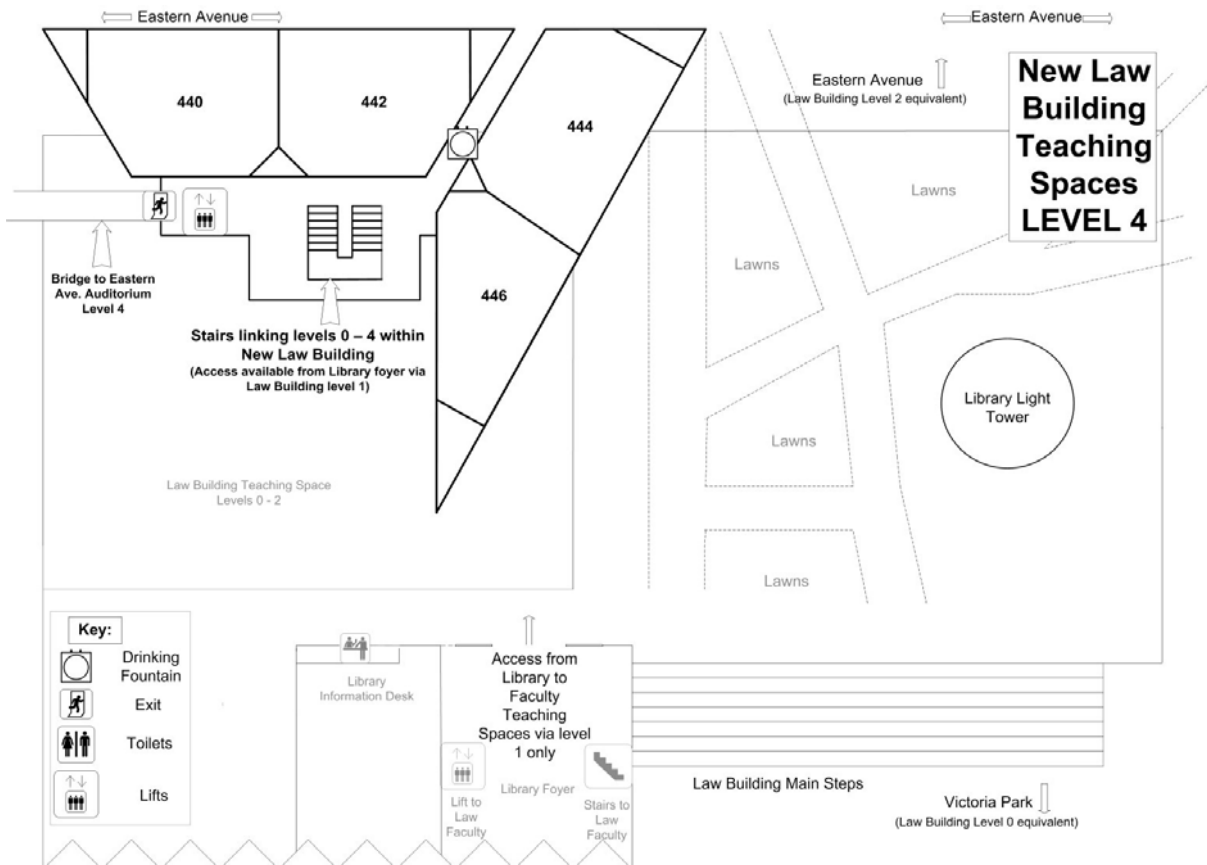 Eastern Avenue
Eastern Avenue
New Law
Building
Teaching
Spaces
LEVEL 4
Eastern Avenue
(Law Building Level 2 equivalent)
440
442
444
446
Lawns
Lawns
Lawns
Lawns
Bridge to Eastern
Ave. Auditorium
Level 4
Stairs linking levels 0 – 4 within
New Law Building
(Access available from Library foyer via
Law Building level 1)
Library Light
Tower
Law Building Teaching Space
Levels 0 - 2
Key:
Drinking
Fountain
Exit
Toilets
Lifts
Library
Information Desk
Access from
Library to
Faculty
Teaching
Spaces via level
1 only
Library Foyer
Lift to
Law
Faculty
Stairs to
Law
Faculty
Law Building Main Steps
Victoria Park
(Law Building Level 0 equivalent)